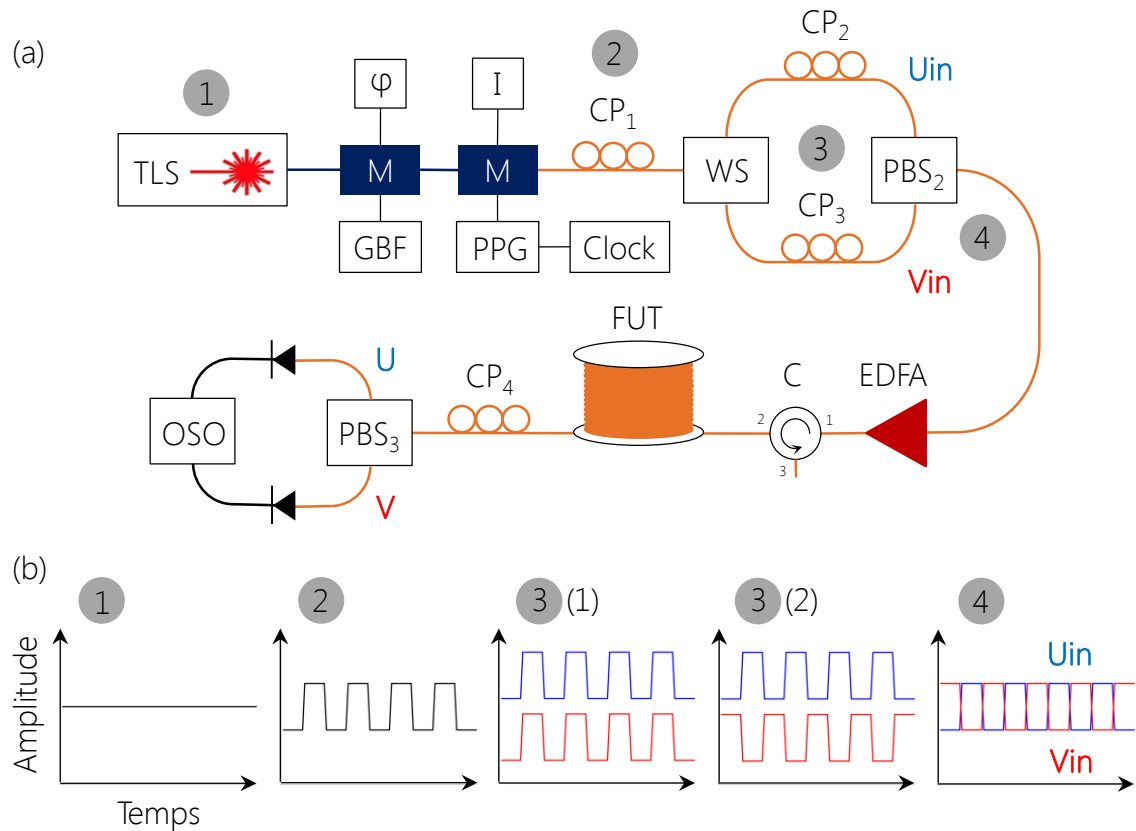 (a)
1
2
3
4
TLS
φ
I
M
M
GBF
PPG
Clock
CP1
WS
CP2
Uin
CP3
Vin
PBS2
FUT
C
1
2
3
EDFA
CP4
U
OSO
PBS3
V
(b)
1
2
3 (1)
3 (2)
4
Amplitude
Temps
Uin
Vin